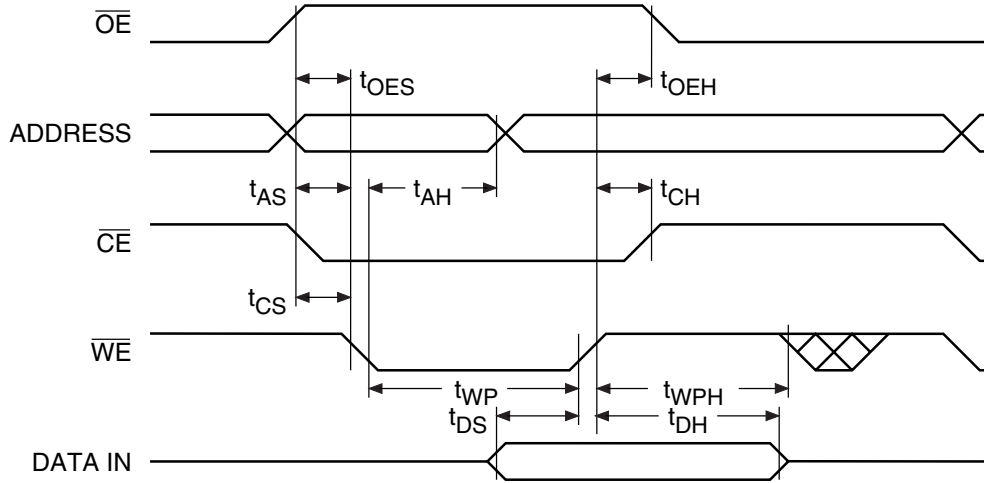 OE
tOES
tOEH
ADDRESS
tAS
tAH
tCH
CE
tCS
WE
tWP
tWPH
tDS
tDH
DATA IN